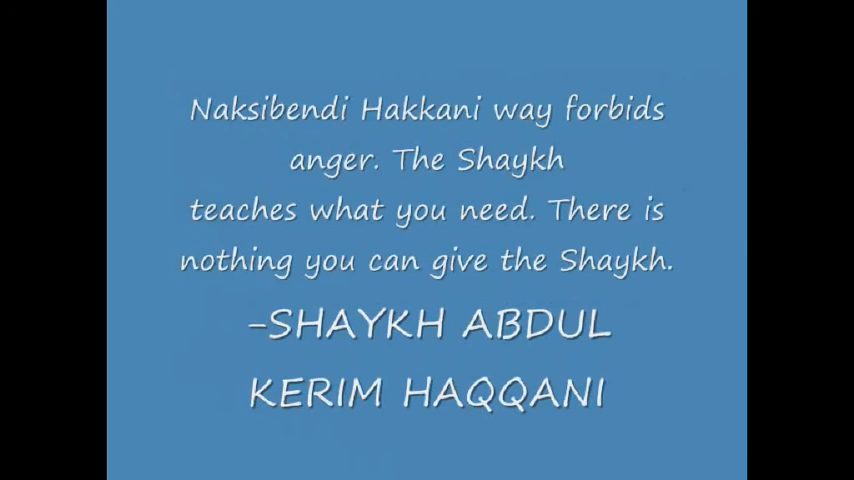 Naksibendi Hakkani way forbids
anger. The Shaykh
teaches what you need. There is
nothing you can give the Shaykh.
-SHAYKH ABDUL
KERIM HAQQANI